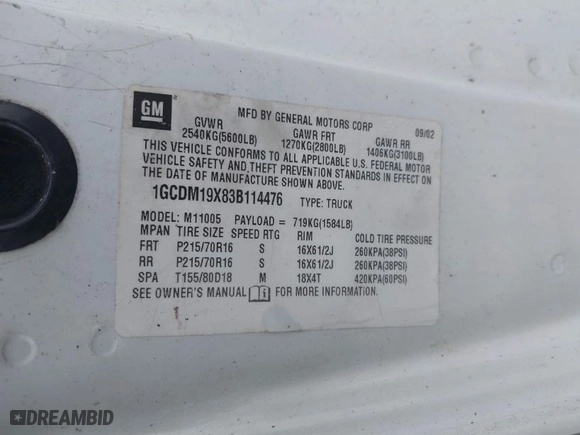 GM
MFD BY GENERAL MOTORS CORP 09/02
GVWR GAWR FRT GAWR RR
2540KG(5600LB) 1270KG(2800LB) 1406KG(3100LB)
THIS VEHICLE CONFORMS TO ALL APPLICABLE U.S. FEDERAL MOTOR
VEHICLE SAFETY AND THEFT PREVENTION STANDARDS IN EFFECT ON
THE DATE OF MANUFACTURE SHOWN ABOVE.
1GCDM19X83B114476 TYPE: TRUCK
MODEL: M11005 PAYLOAD = 719KG(1584LB)
MPAN TIRE SIZE SPEED RTG RIM COLD TIRE PRESSURE
FRT P215/70R16 S 16X61/2J 260KPA(38PSI)
RR P215/70R16 S 16X61/2J 260KPA(38PSI)
SPA T155/80D18 M 18X4T 420KPA(60PSI)
SEE OWNER'S MANUAL i FOR MORE INFORMATION.
DREAMBID